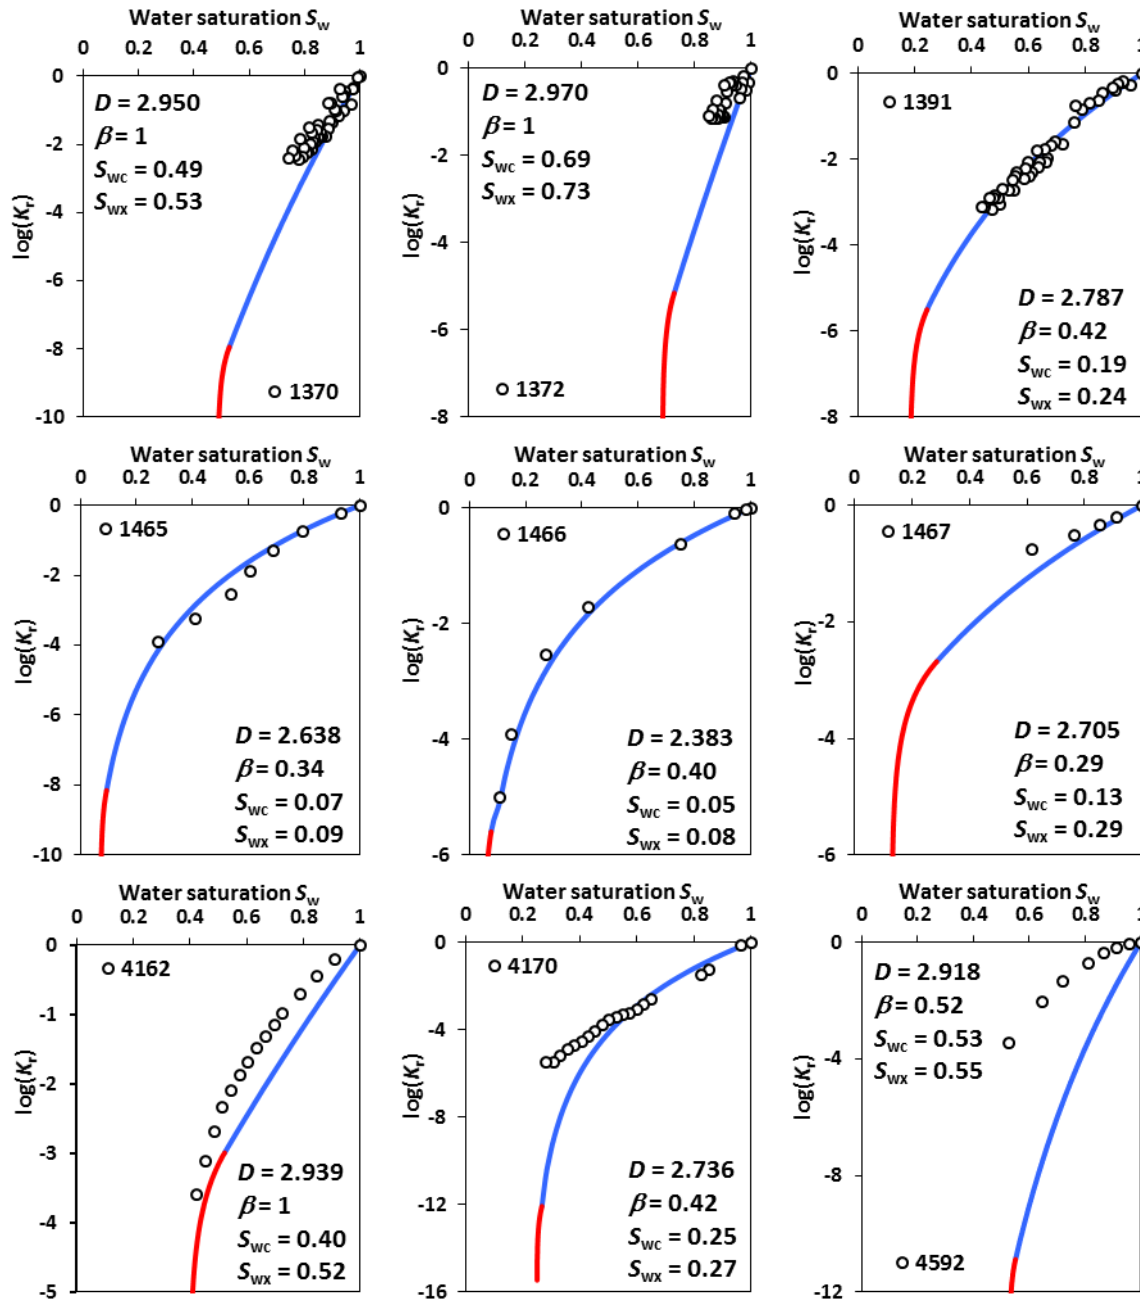 Water saturation Sw
0 0.2 0.4 0.6 0.8 1
0
-2
-4
-6
-8
-10
log(Kr)
D = 2.950
β = 1
Swc = 0.49
Swx = 0.53
1370
Water saturation Sw
0 0.2 0.4 0.6 0.8 1
0
-2
-4
-6
-8
log(Kr)
D = 2.970
β = 1
Swc = 0.69
Swx = 0.73
1372
Water saturation Sw
0 0.2 0.4 0.6 0.8 1
0
-2
-4
-6
-8
log(Kr)
1391
D = 2.787
β = 0.42
Swc = 0.19
Swx = 0.24
Water saturation Sw
0 0.2 0.4 0.6 0.8 1
0
-2
-4
-6
-8
-10
log(Kr)
1465
D = 2.638
β = 0.34
Swc = 0.07
Swx = 0.09
Water saturation Sw
0 0.2 0.4 0.6 0.8 1
0
-2
-4
-6
log(Kr)
1466
D = 2.383
β = 0.40
Swc = 0.05
Swx = 0.08
Water saturation Sw
0 0.2 0.4 0.6 0.8 1
0
-2
-4
-6
log(Kr)
1467
D = 2.705
β = 0.29
Swc = 0.13
Swx = 0.29
Water saturation Sw
0 0.2 0.4 0.6 0.8 1
0
-1
-2
-3
-4
-5
log(Kr)
4162
D = 2.939
β = 1
Swc = 0.40
Swx = 0.52
Water saturation Sw
0 0.2 0.4 0.6 0.8 1
0
-4
-8
-12
-16
log(Kr)
4170
D = 2.736
β = 0.42
Swc = 0.25
Swx = 0.27
Water saturation Sw
0 0.2 0.4 0.6 0.8 1
0
-4
-8
-12
log(Kr)
D = 2.918
β = 0.52
Swc = 0.53
Swx = 0.55
4592